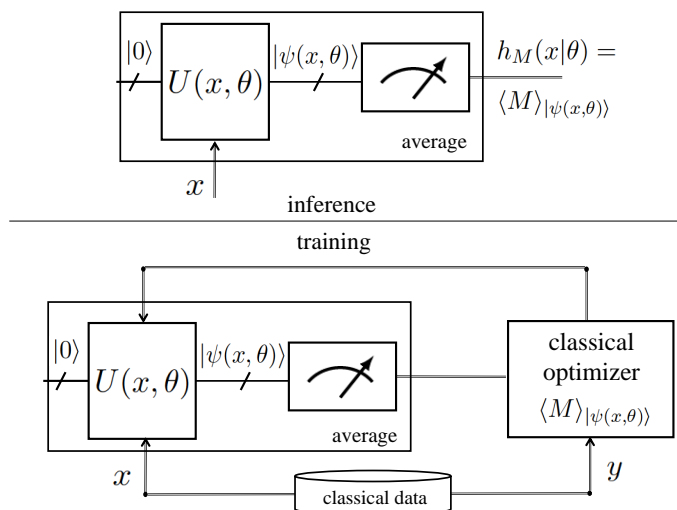 |0⟩
U(x, θ)
|ψ(x, θ)⟩
h_M(x|θ) =
⟨M⟩_{|ψ(x,θ)⟩}
average
x
inference
training
|0⟩
U(x, θ)
|ψ(x, θ)⟩
average
classical
optimizer
⟨M⟩_{|ψ(x,θ)⟩}
x
classical data
y